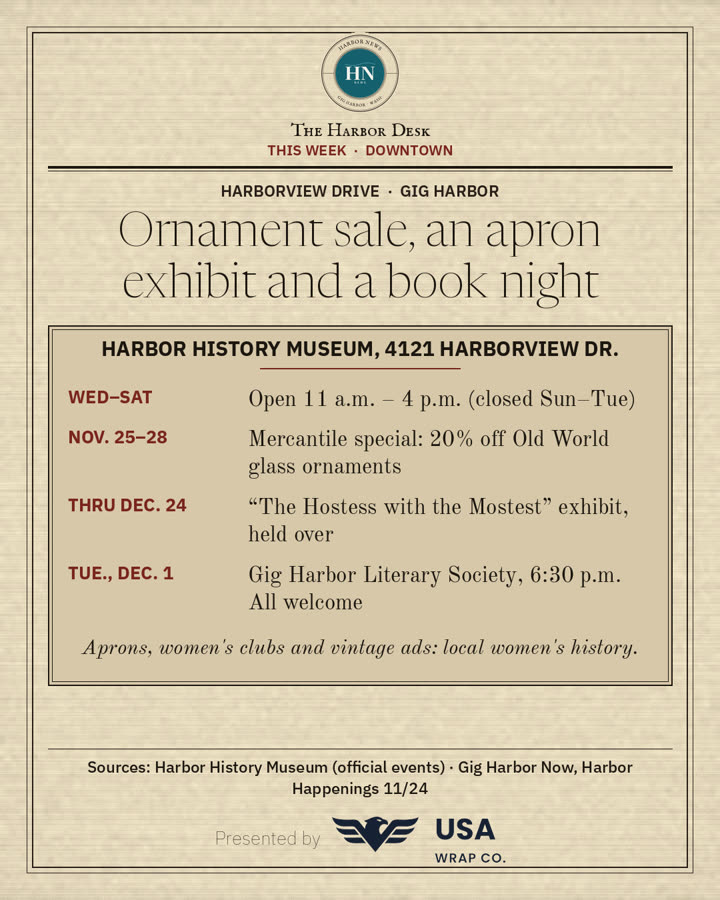 HARBOR NEWS
HN
NEWS
The Harbor Desk
THIS WEEK · DOWNTOWN
HARBORVIEW DRIVE · GIG HARBOR
Ornament sale, an apron
exhibit and a book night
HARBOR HISTORY MUSEUM, 4121 HARBORVIEW DR.
WED–SAT Open 11 a.m. – 4 p.m. (closed Sun–Tue)
NOV. 25–28 Mercantile special: 20% off Old World
glass ornaments
THRU DEC. 24 “The Hostess with the Mostest” exhibit,
held over
TUE., DEC. 1 Gig Harbor Literary Society, 6:30 p.m.
All welcome
Aprons, women's clubs and vintage ads: local women's history.
Sources: Harbor History Museum (official events) · Gig Harbor Now, Harbor
Happenings 11/24
Presented by USA
WRAP CO.